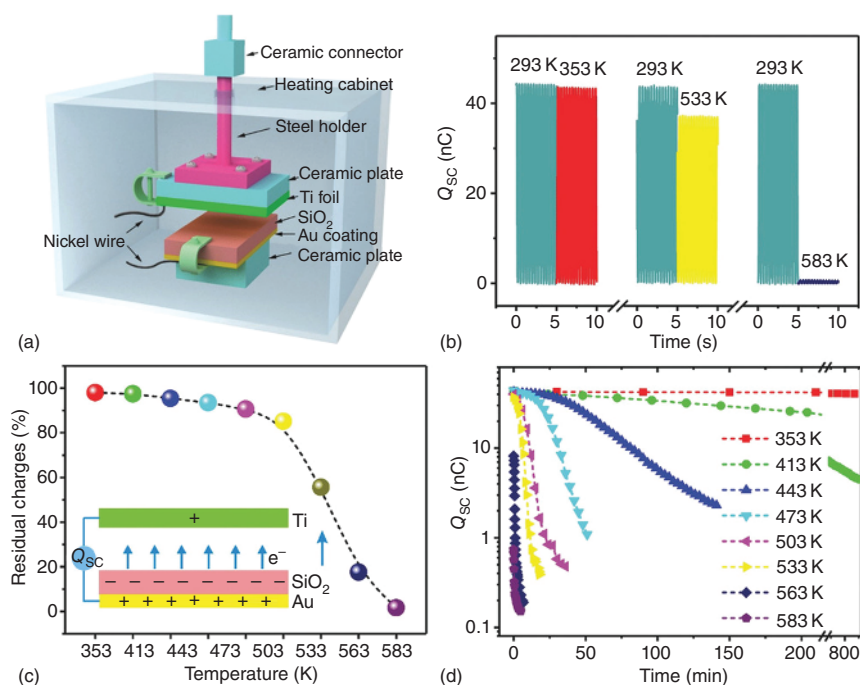 (a)
Ceramic connector
Heating cabinet
Steel holder
Ceramic plate
Ti foil
SiO2
Au coating
Ceramic plate
Nickel wire
(b)
QSC (nC)
40
20
0
293 K
353 K
293 K
533 K
293 K
583 K
0 5 10 0 5 10 0 5 10
Time (s)
(c)
Residual charges (%)
100
80
60
40
20
0
+ Ti
QSC
e−
− − − − − − −
SiO2
+ + + + + + + Au
353 413 443 473 503 533 563 583
Temperature (K)
(d)
QSC (nC)
10
1
0.1
353 K
413 K
443 K
473 K
503 K
533 K
563 K
583 K
0 50 100 150 200 800
Time (min)